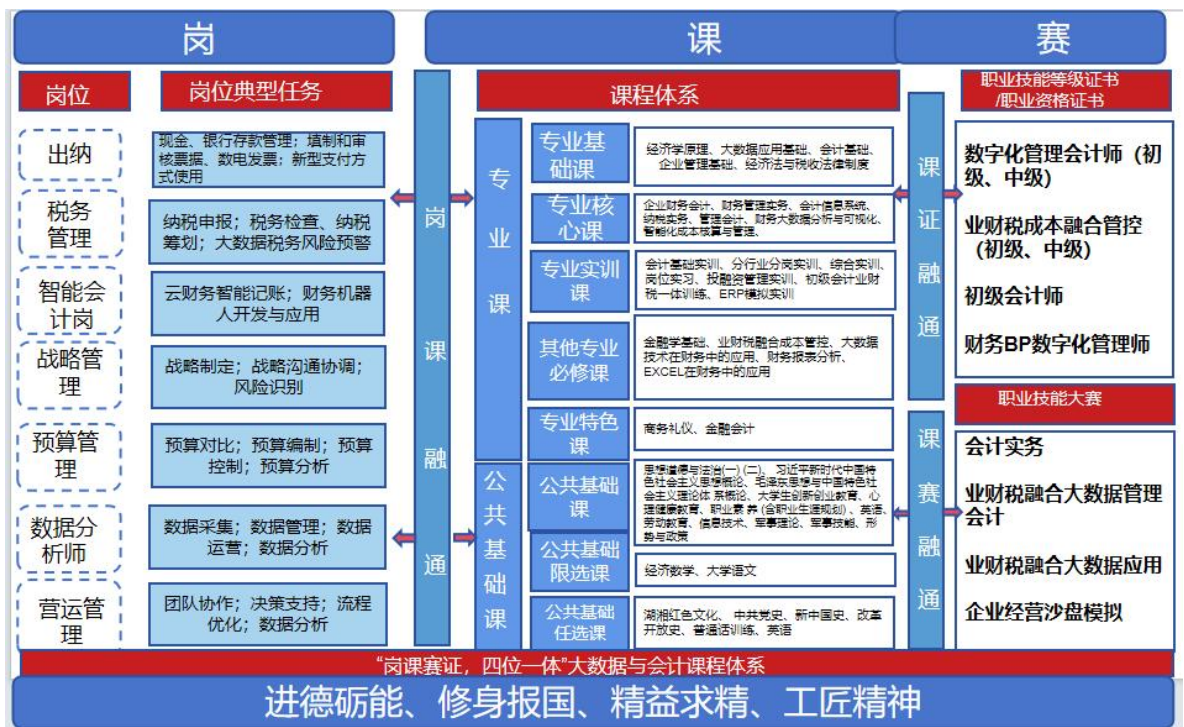 岗
课
赛
岗位
岗位典型任务
出纳
现金、银行存款管理；填制和审
核票据、数电发票；新型支付方
式使用
税务
管理
纳税申报；税务检查、纳税
筹划；大数据税务风险预警
智能会
计岗
云财务智能记账；财务机器
人开发与应用
战略管
理
战略制定；战略沟通协调；
风险识别
预算管
理
预算对比；预算编制；预算
控制；预算分析
数据分
析师
数据采集；数据管理；数据
运营；数据分析
营运管
理
团队协作；决策支持；流程
优化；数据分析
岗
课
融
通
课程体系
专
业
课
专业基
础课
经济学原理、大数据应用基础、会计基础、
企业管理基础、经济法与税收法律制度
专业核
心课
企业财务会计、财务管理实务、会计信息系统、
纳税实务、管理会计、财务大数据分析与可视化、
智能化成本核算与管理、
专业实训
课
会计基础实训、分行业分岗实训、综合实训、
岗位实习、投融资管理实训、初级会计业财
税一体训练、ERP模拟实训
其他专业
必修课
金融学基础、业财税融合成本管控、大数据
技术在财务中的应用、财务报表分析、
EXCEL在财务中的应用
专业特色
课
商务礼仪、金融会计
公
共
基
础
课
公共基础
课
思想道德与法治(一) (二)、 习近平新时代中国特
色社会主义思想概论、毛泽东思想与中国特色社
会主义理论体 系概论、大学生创新创业教育、心
理健康教育、职业素 养 (含职业生涯规划) 、英语、
劳动教育、信息技术、军事理论、军事技能、形
势与政策
公共基础
限选课
经济数学、大学语文
公共基础
任选课
湖湘红色文化、 中共党史、新中国史、改革
开放史、普通话训练、英语
课
证
融
通
课
赛
融
通
职业技能等级证书
/职业资格证书
数字化管理会计师（初
级、中级）
业财税成本融合管控
（初级、中级）
初级会计师
财务BP数字化管理师
职业技能大赛
会计实务
业财税融合大数据管理
会计
业财税融合大数据应用
企业经营沙盘模拟
“岗课赛证，四位一体”大数据与会计课程体系
进德砺能、修身报国、精益求精、工匠精神